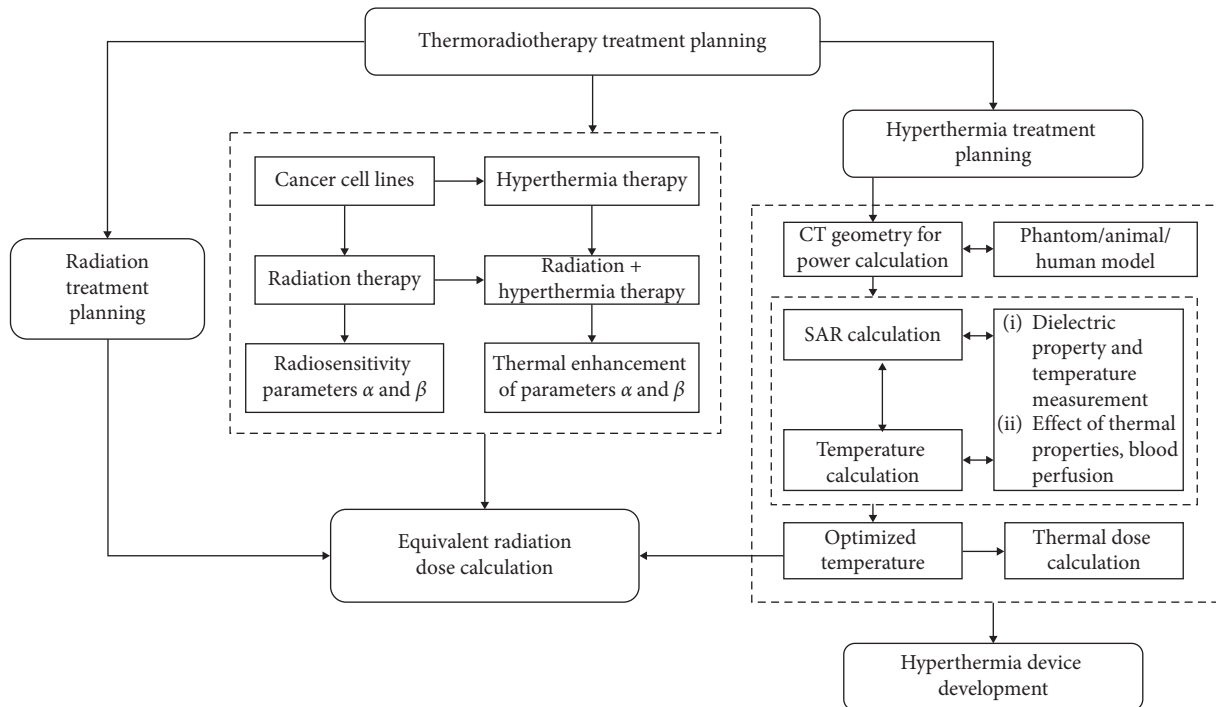 Thermoradiotherapy treatment planning
Hyperthermia treatment
planning
Cancer cell lines
Hyperthermia therapy
CT geometry for
power calculation
Phantom/animal/
human model
Radiation
treatment
planning
Radiation therapy
Radiation +
hyperthermia therapy
SAR calculation
(i) Dielectric
property and
temperature
measurement
(ii) Effect of thermal
properties, blood
perfusion
Radiosensitivity
parameters α and β
Thermal enhancement
of parameters α and β
Temperature
calculation
Equivalent radiation
dose calculation
Optimized
temperature
Thermal dose
calculation
Hyperthermia device
development